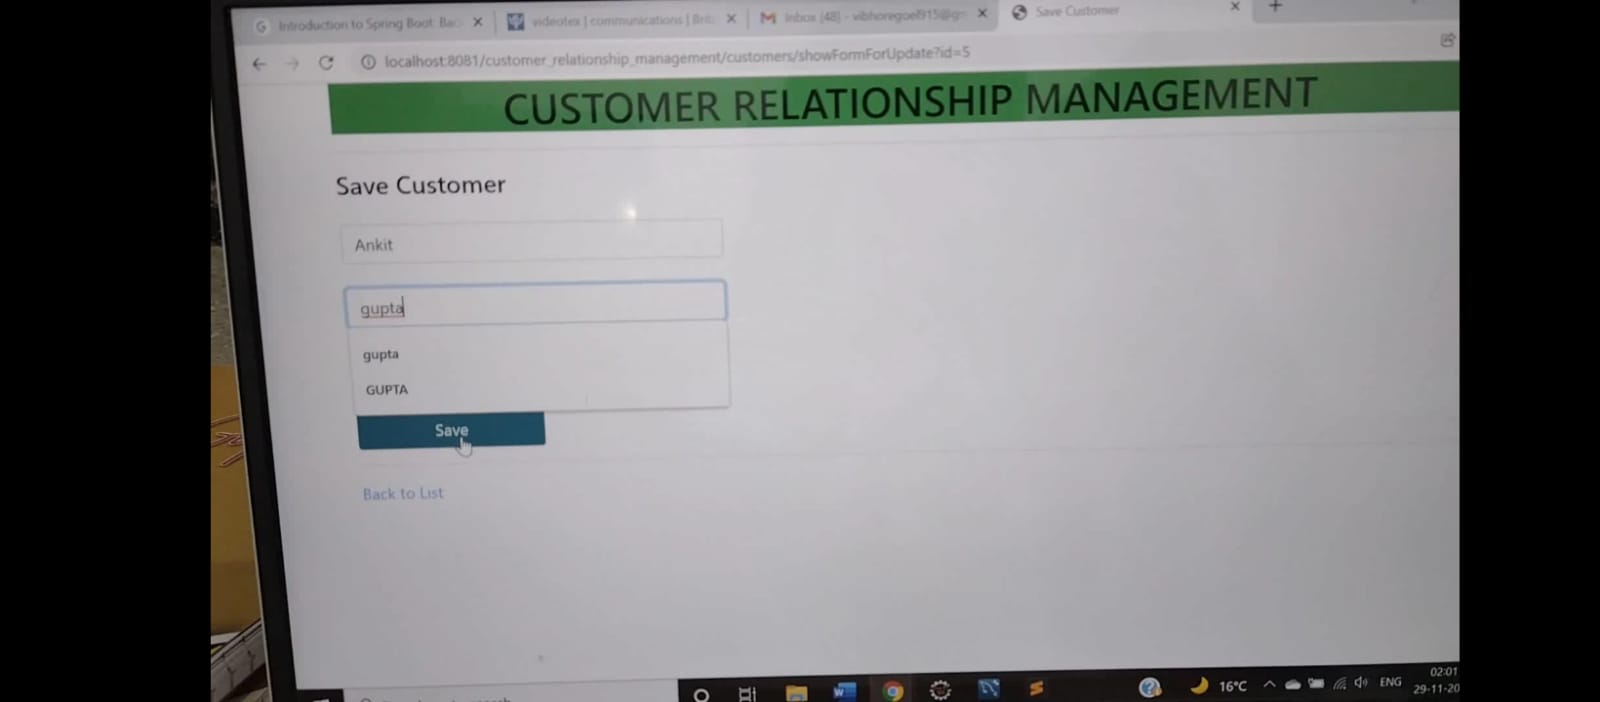 Introduction to Spring Boot: Bac
videotex | communications | Brit
Inbox (48) - vibhoregoel915@g
Save Customer
localhost:8081/customer_relationship_management/customers/showFormForUpdate?id=5
CUSTOMER RELATIONSHIP MANAGEMENT
Save Customer
Ankit
gupta
gupta
GUPTA
Save
Back to List
16°C
ENG
02:01
29-11-20